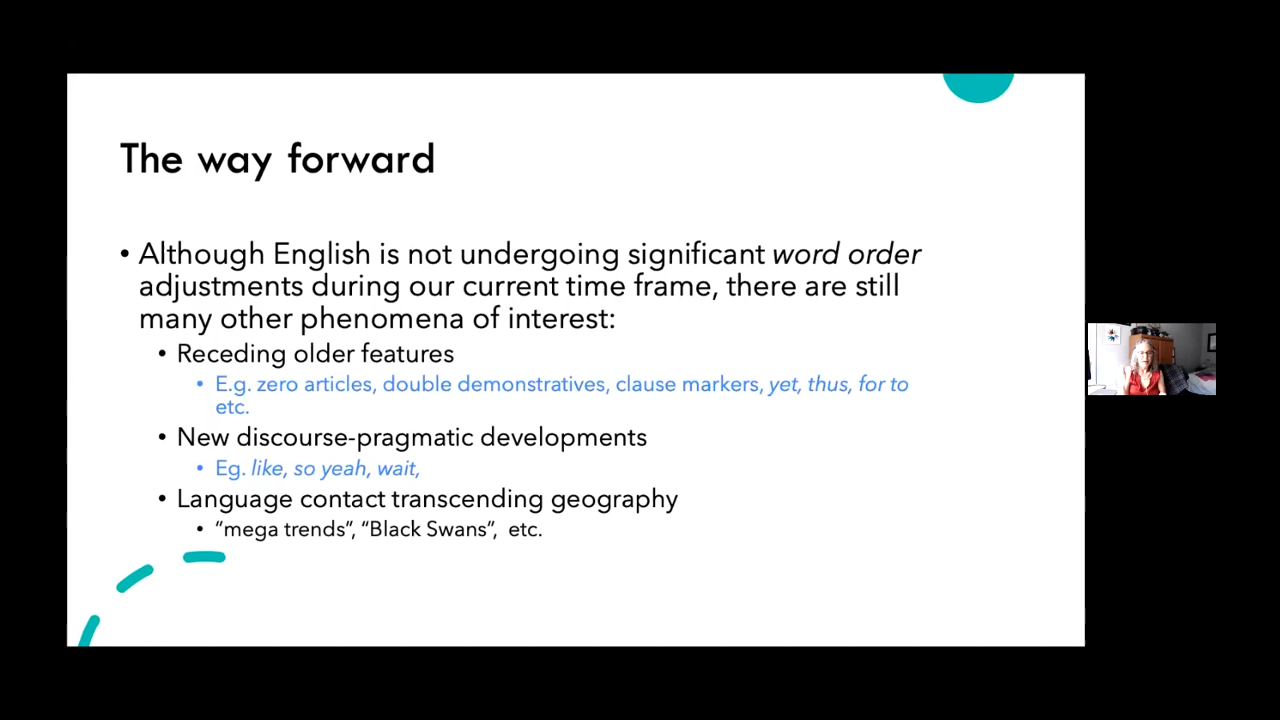 The way forward
• Although English is not undergoing significant word order
adjustments during our current time frame, there are still
many other phenomena of interest:
• Receding older features
• E.g. zero articles, double demonstratives, clause markers, yet, thus, for to
etc.
• New discourse-pragmatic developments
• Eg. like, so yeah, wait,
• Language contact transcending geography
• “mega trends”, “Black Swans”, etc.